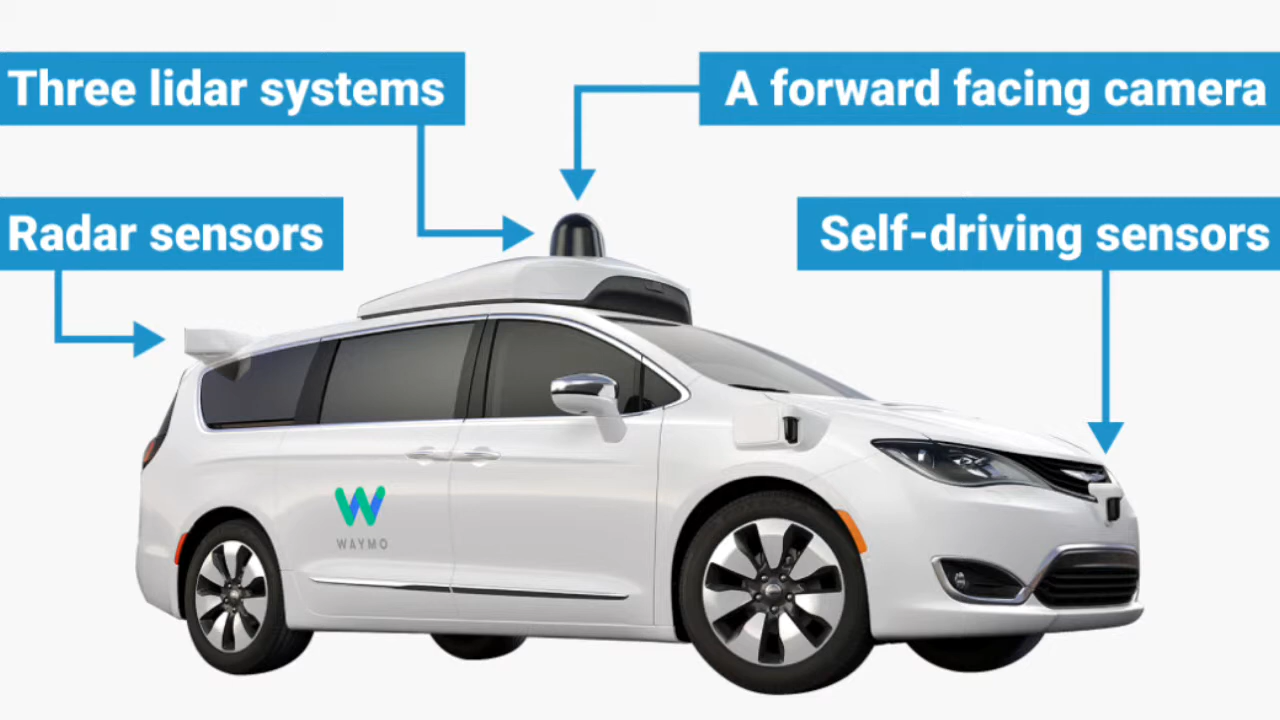 Three lidar systems
A forward facing camera
Radar sensors
Self-driving sensors
WAYMO